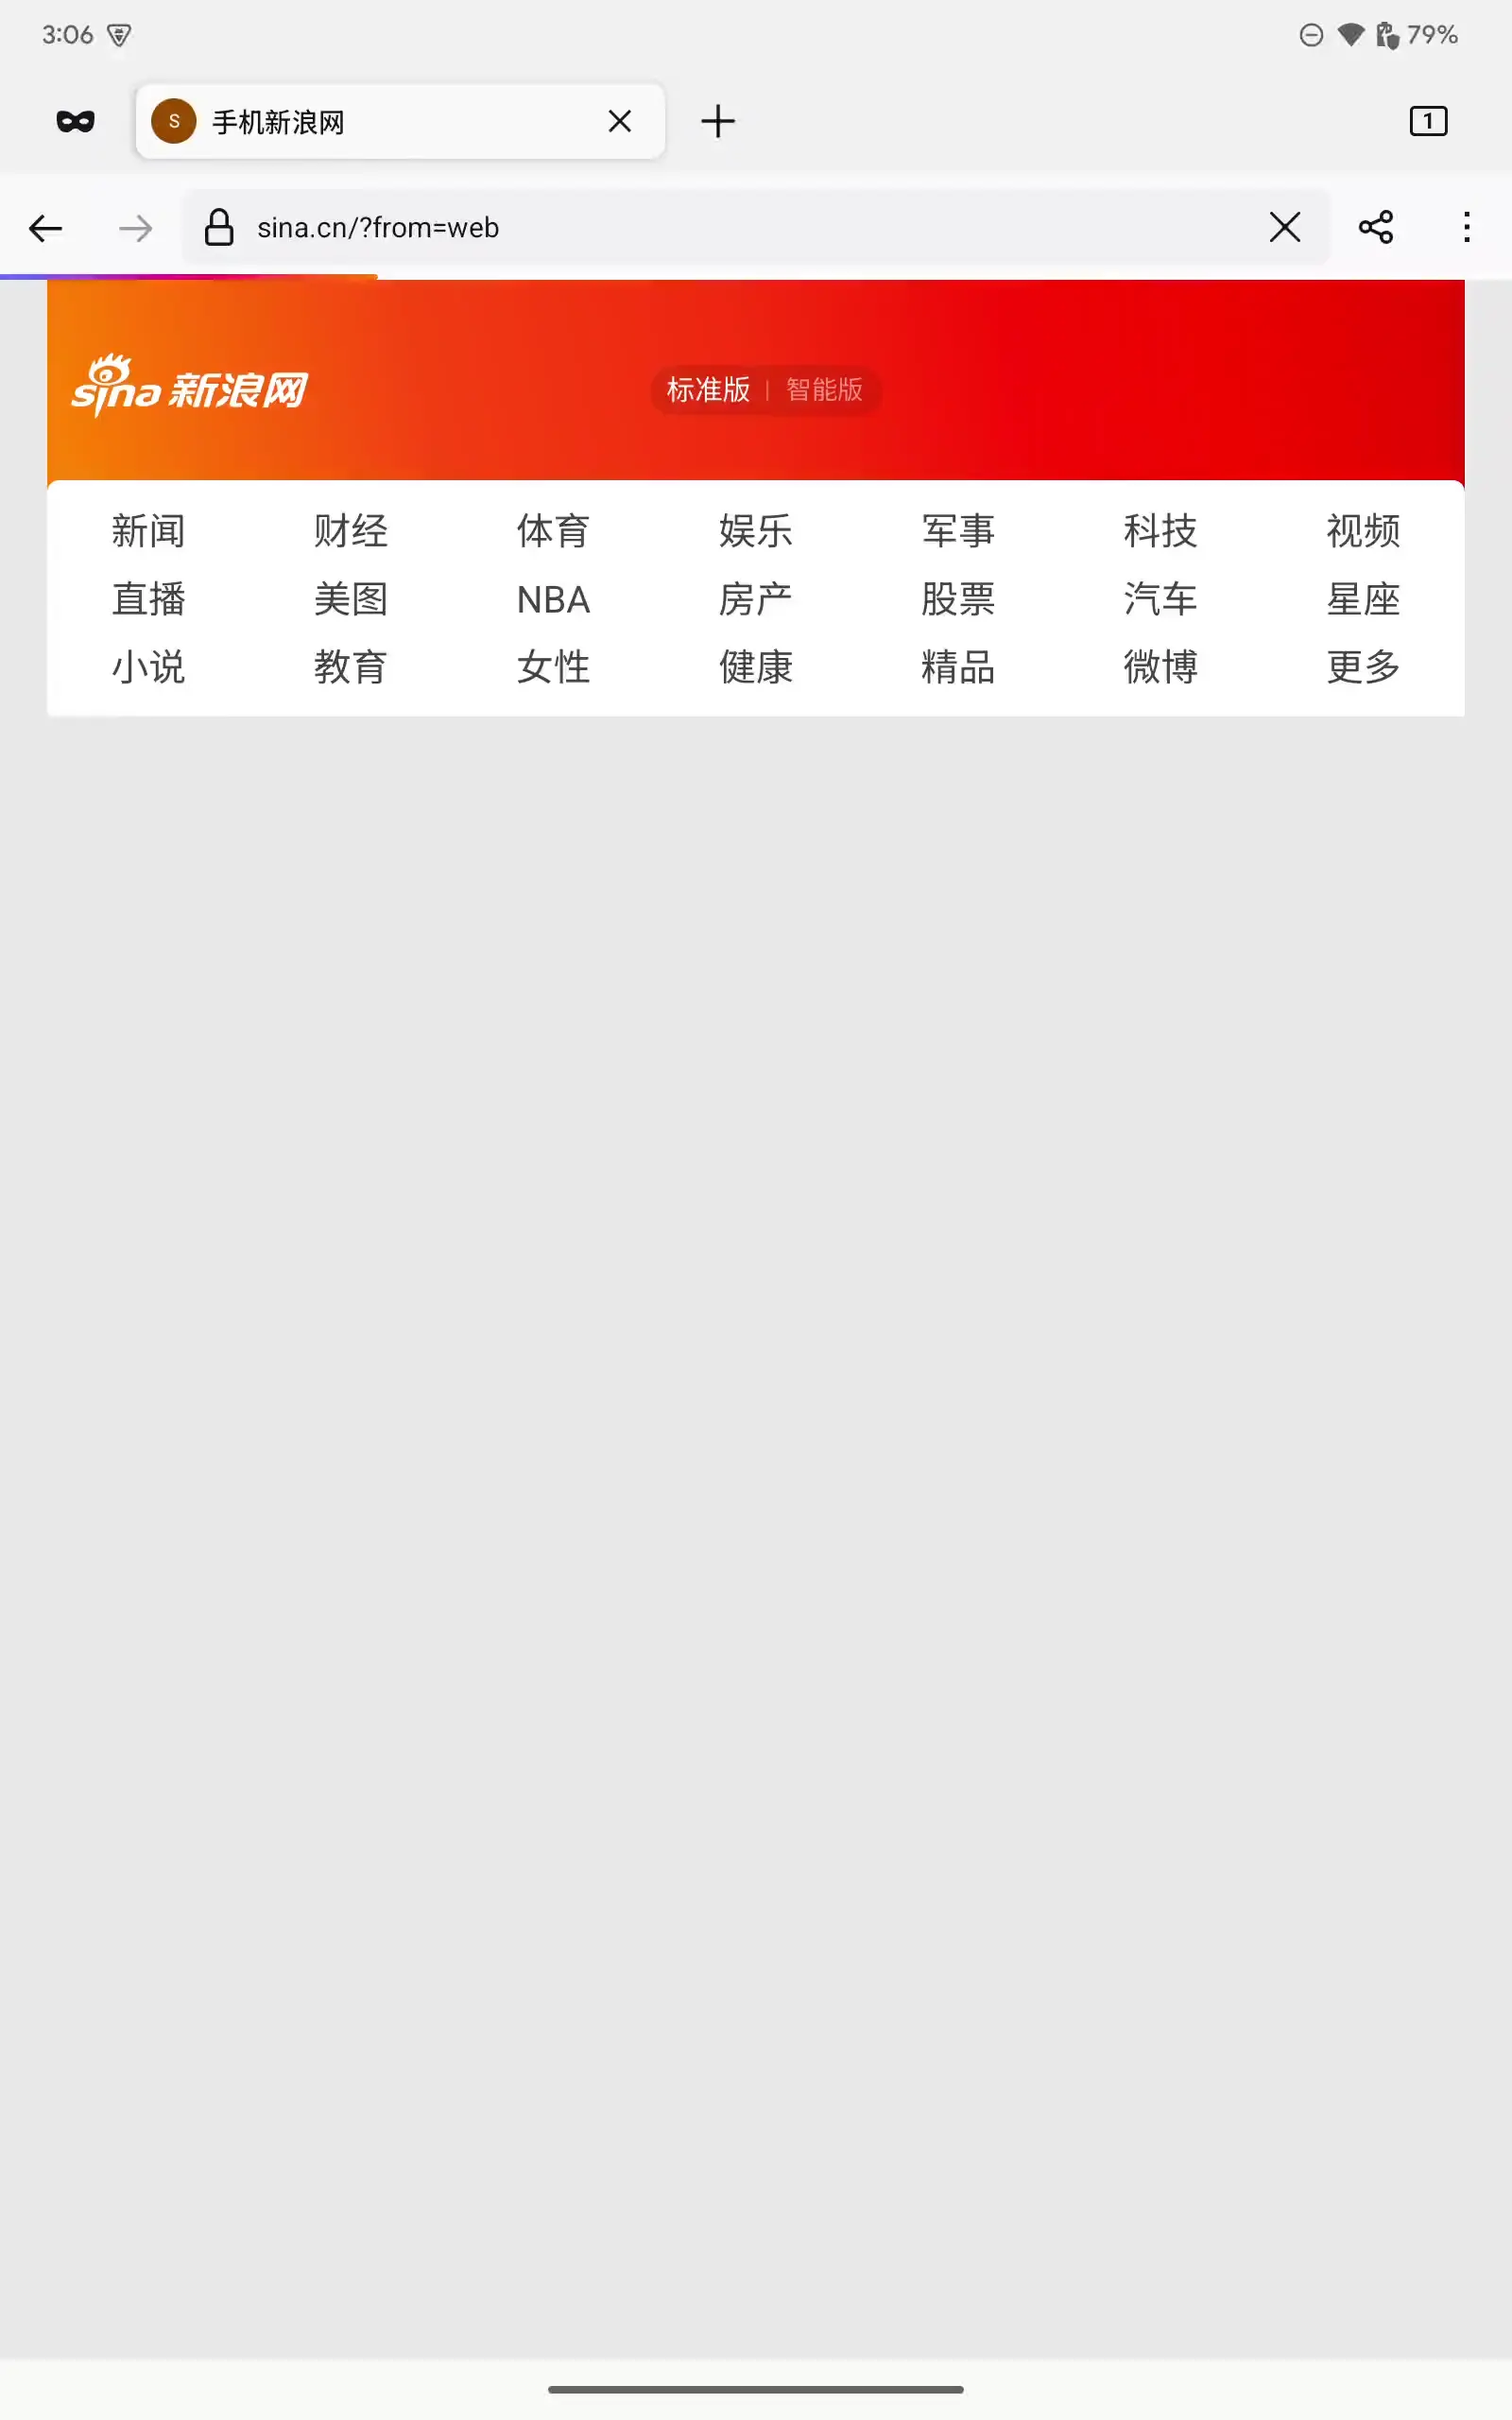 3:06 79%
S 手机新浪网 1
sina.cn/?from=web
sina 新浪网 标准版 | 智能版
新闻 财经 体育 娱乐 军事 科技 视频
直播 美图 NBA 房产 股票 汽车 星座
小说 教育 女性 健康 精品 微博 更多